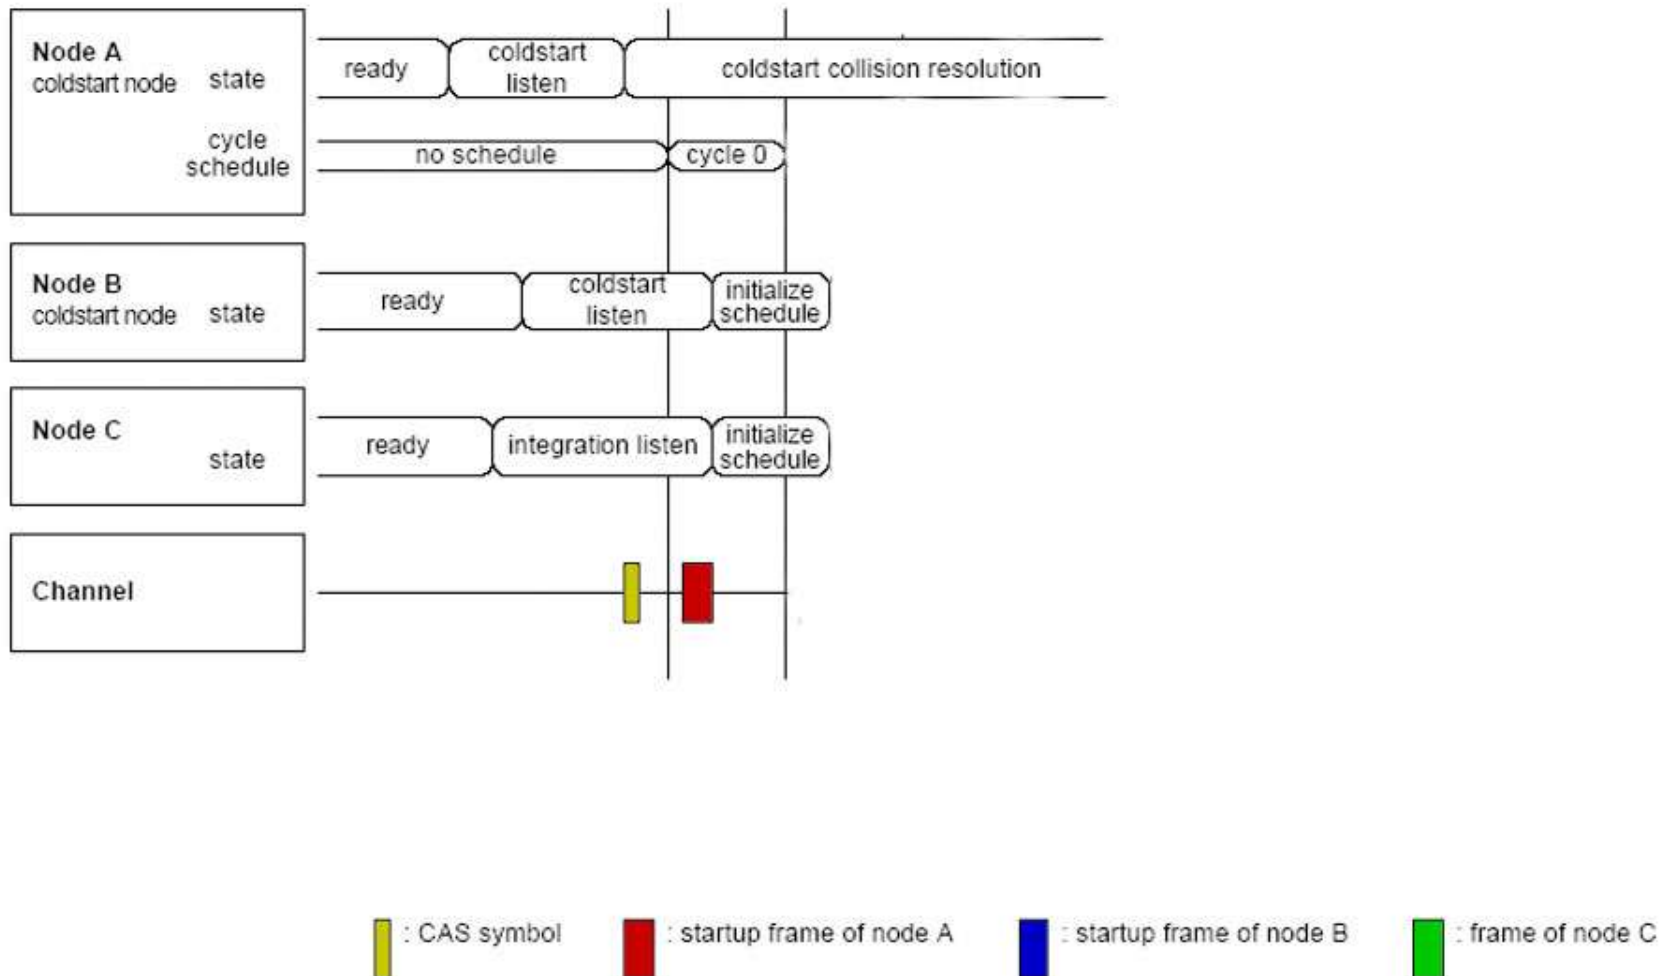 Node A
coldstart node
state
ready
coldstart
listen
coldstart collision resolution
cycle
schedule
no schedule
cycle 0
Node B
coldstart node
state
ready
coldstart
listen
initialize
schedule
Node C
state
ready
integration listen
initialize
schedule
Channel
: CAS symbol
: startup frame of node A
: startup frame of node B
: frame of node C